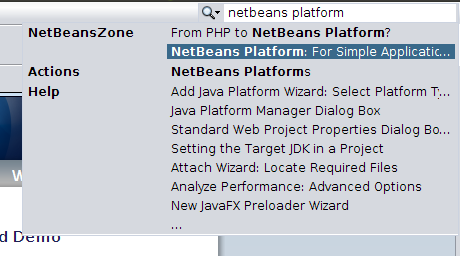 netbeans platform
NetBeansZone From PHP to NetBeans Platform?
NetBeans Platform: For Simple Applicatic...
Actions NetBeans Platforms
Help Add Java Platform Wizard: Select Platform T...
Java Platform Manager Dialog Box
Standard Web Project Properties Dialog Bo...
Setting the Target JDK in a Project
Attach Wizard: Locate Required Files
Analyze Performance: Advanced Options
New JavaFX Preloader Wizard
...
W
d Demo